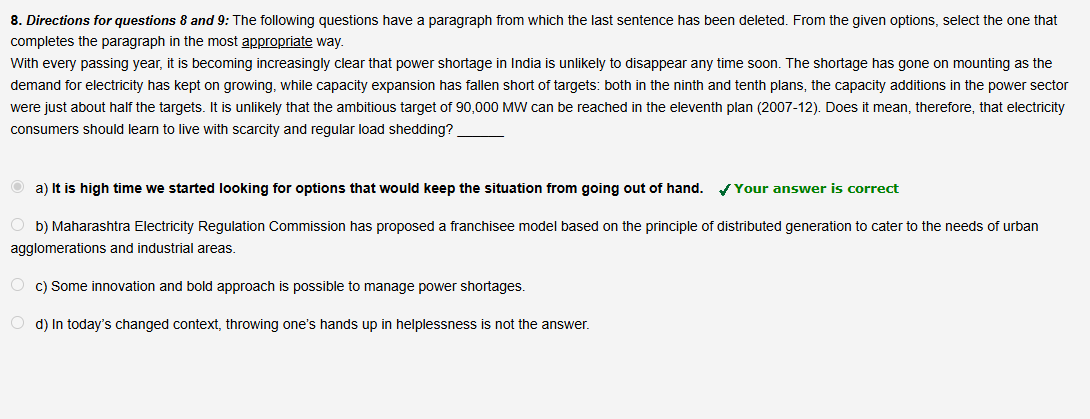 8. Directions for questions 8 and 9: The following questions have a paragraph from which the last sentence has been deleted. From the given options, select the one that
completes the paragraph in the most appropriate way.
With every passing year, it is becoming increasingly clear that power shortage in India is unlikely to disappear any time soon. The shortage has gone on mounting as the
demand for electricity has kept on growing, while capacity expansion has fallen short of targets: both in the ninth and tenth plans, the capacity additions in the power sector
were just about half the targets. It is unlikely that the ambitious target of 90,000 MW can be reached in the eleventh plan (2007-12). Does it mean, therefore, that electricity
consumers should learn to live with scarcity and regular load shedding? ______
a) It is high time we started looking for options that would keep the situation from going out of hand. ✓ Your answer is correct
b) Maharashtra Electricity Regulation Commission has proposed a franchisee model based on the principle of distributed generation to cater to the needs of urban
agglomerations and industrial areas.
c) Some innovation and bold approach is possible to manage power shortages.
d) In today's changed context, throwing one's hands up in helplessness is not the answer.